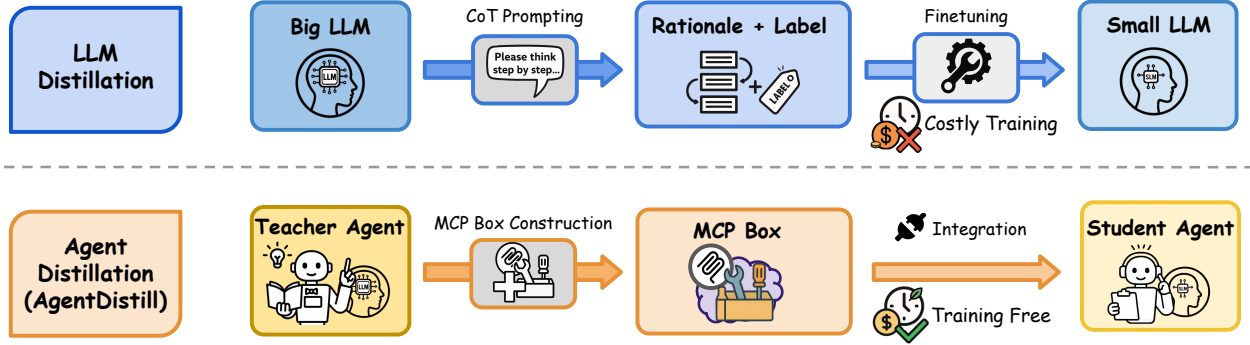 LLM
Distillation
Big LLM
LLM
CoT Prompting
Please think
step by step...
Rationale + Label
+
LABEL
Finetuning
$
Costly Training
Small LLM
SLM
Agent
Distillation
(AgentDistill)
Teacher Agent
LLM
MCP Box Construction
MCP Box
Integration
$
Training Free
Student Agent
SLM